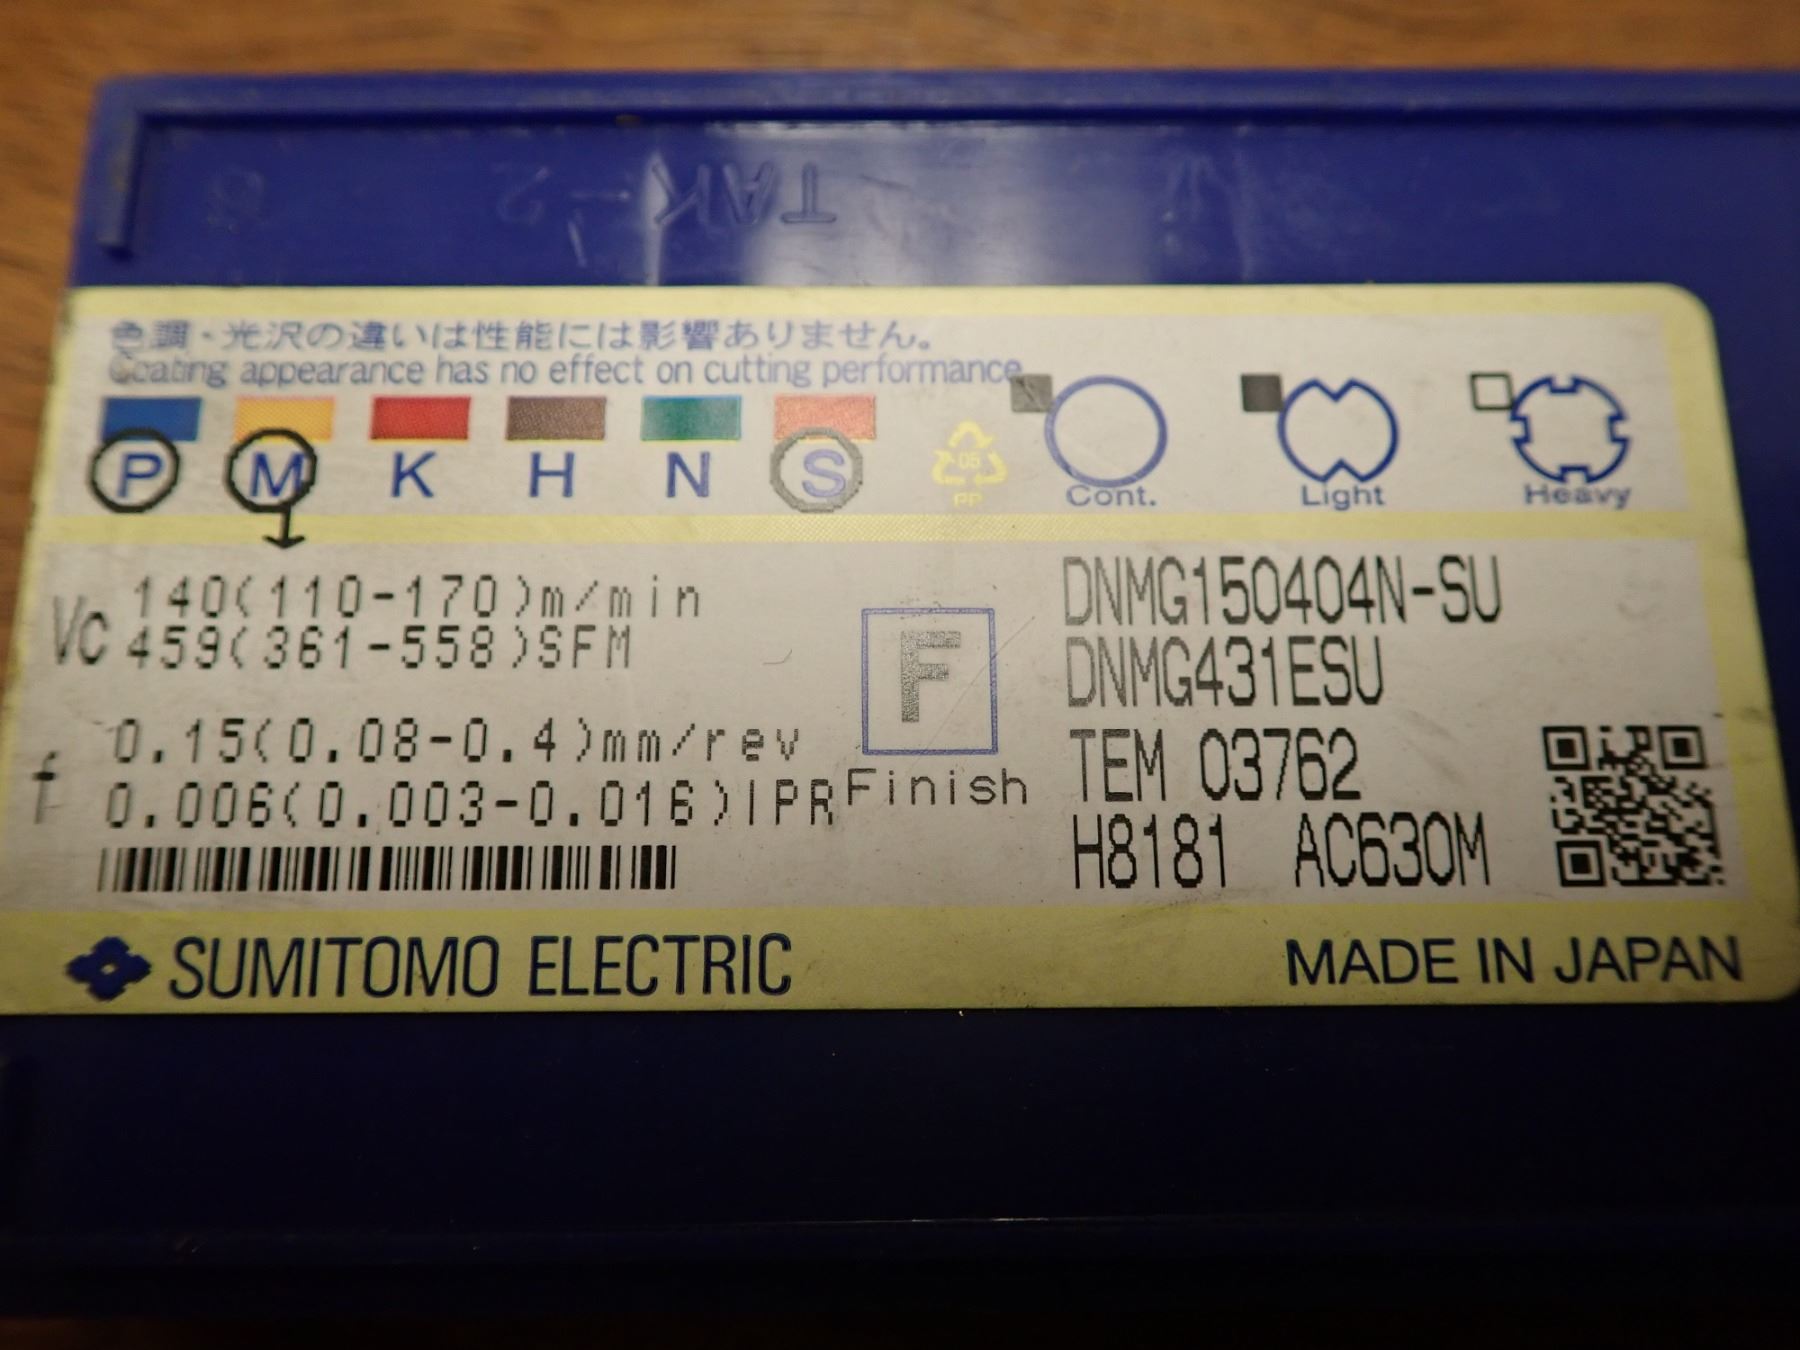 TAK-2
色調・光沢の違いは性能には影響ありません。
Coating appearance has no effect on cutting performance.
P M K H N S
05
PP
Cont. Light Heavy
Vc 140(110-170)m/min
459(361-558)SFM
f 0.15(0.08-0.4)mm/rev
0.006(0.003-0.016)IPR
F
Finish
DNMG150404N-SU
DNMG431ESU
TEM 03762
H8181 AC630M
SUMITOMO ELECTRIC
MADE IN JAPAN